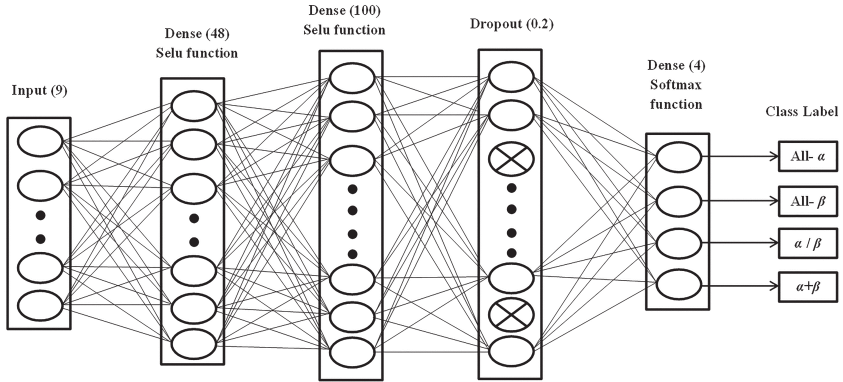 Input (9)
Dense (48)
Selu function
Dense (100)
Selu function
Dropout (0.2)
Dense (4)
Softmax
function
Class Label
All- α
All- β
α / β
α+β